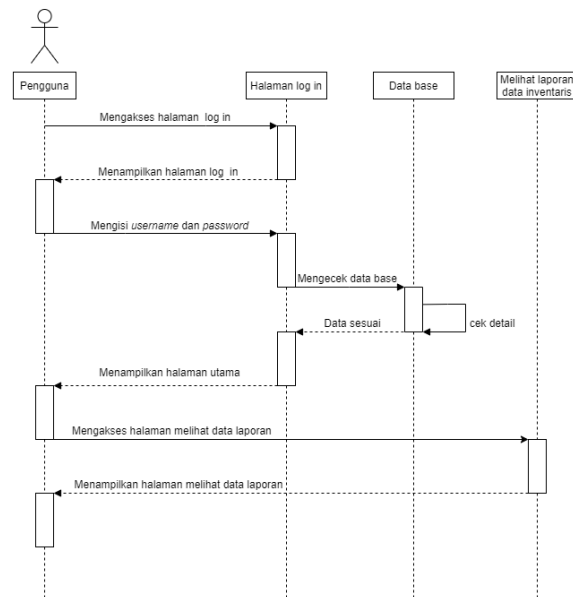 Pengguna
Halaman log in
Data base
Melihat laporan
data inventaris
Mengakses halaman log in
Menampilkan halaman log in
Mengisi username dan password
Mengecek data base
cek detail
Data sesuai
Menampilkan halaman utama
Mengakses halaman melihat data laporan
Menampilkan halaman melihat data laporan